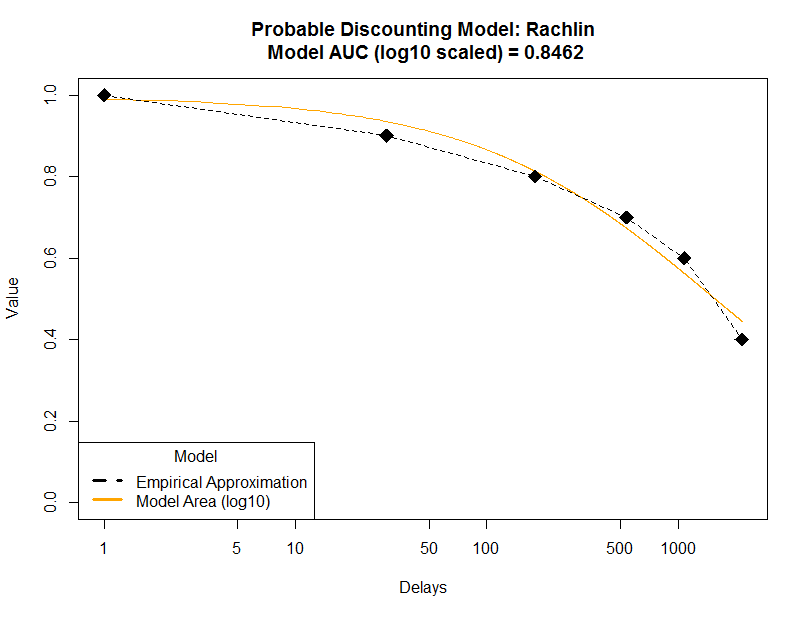 Probable Discounting Model: Rachlin
Model AUC (log10 scaled) = 0.8462
Value
1.0
0.8
0.6
0.4
0.2
0.0
Model
Empirical Approximation
Model Area (log10)
1 5 10 50 100 500 1000
Delays